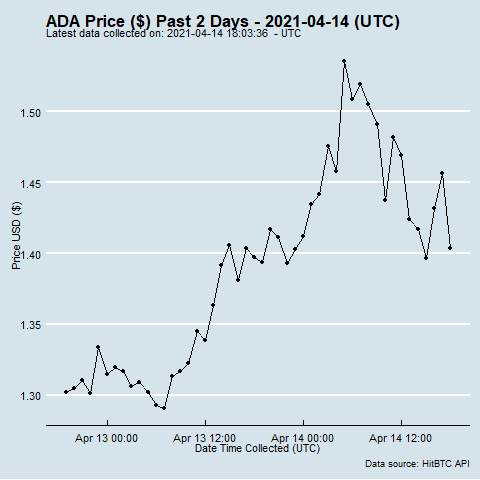 ADA Price ($) Past 2 Days - 2021-04-14 (UTC)
Latest data collected on: 2021-04-14 18:03:36  - UTC
1.50
1.45
1.40
1.35
1.30
Price USD ($)
Apr 13 00:00
Apr 13 12:00
Apr 14 00:00
Apr 14 12:00
Date Time Collected (UTC)
Data source: HitBTC API